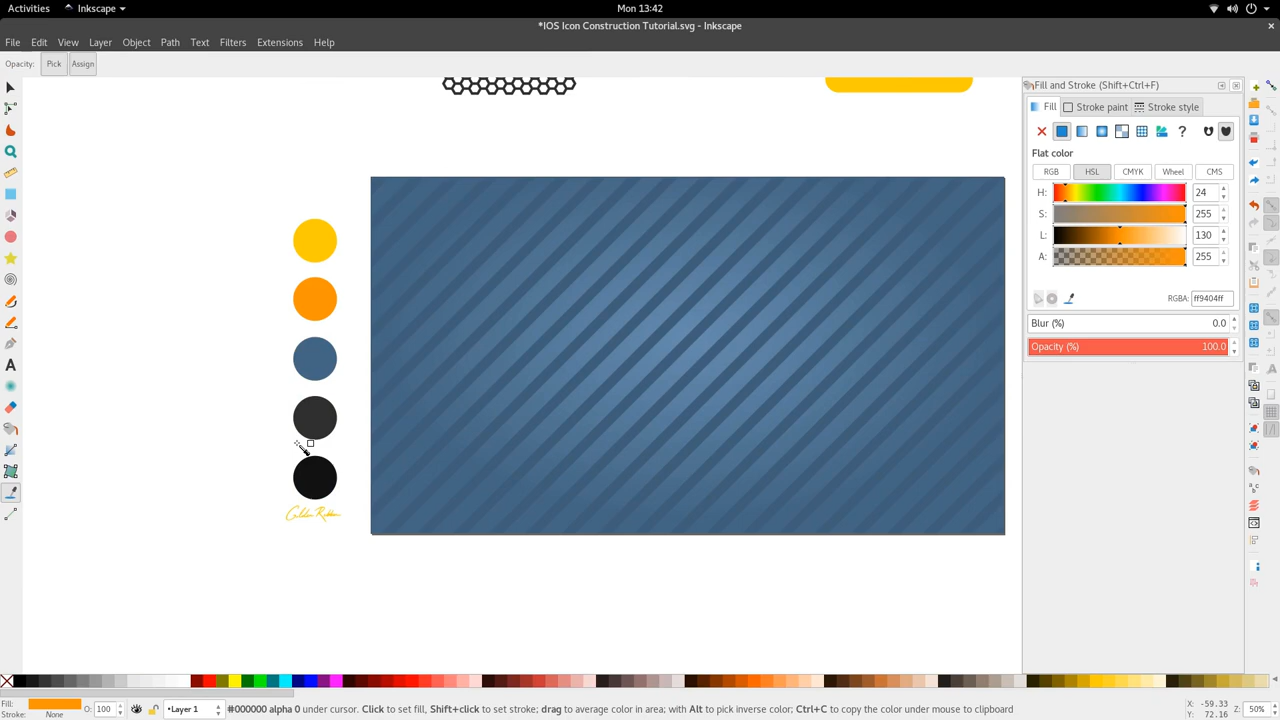 Activities
Inkscape
Mon 13:42
*IOS Icon Construction Tutorial.svg - Inkscape
File Edit View Layer Path Object Path Text Filters Extensions Help
Opacity: Pick Assign
Fill and Stroke (Shift+Ctrl+F)
Fill Stroke paint Stroke style
Flat color
RGB HSL CMYK Wheel CMS
H: 24
S: 255
L: 130
A: 255
RGBA: ff9404ff
Blur (%) 0.0
Opacity (%) 100.0
Fill:
Stroke: None
O: 100
•Layer 1
#000000 alpha 0 under cursor. Click to set fill, Shift+click to set stroke; drag to average color in area; with Alt to pick inverse color; Ctrl+C to copy the color under mouse to clipboard
X: -59.33
Y: 72.16
Z: 50%